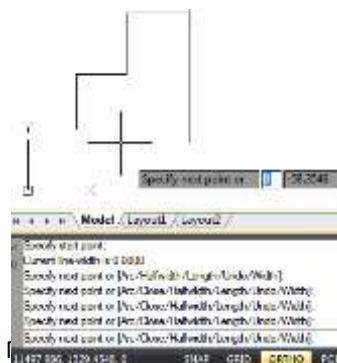 Specify next point or
Model / Layout1 / Layout2 /
Specify start point:
Current line-width is 0.0000
Specify next point or [Arc/Halfwidth/Length/Undo/Width]:
Specify next point or [Arc/Close/Halfwidth/Length/Undo/Width]:
Specify next point or [Arc/Close/Halfwidth/Length/Undo/Width]:
Specify next point or [Arc/Close/Halfwidth/Length/Undo/Width]:
Specify next point or [Arc/Close/Halfwidth/Length/Undo/Width]:
SNAP GRID ORTHO